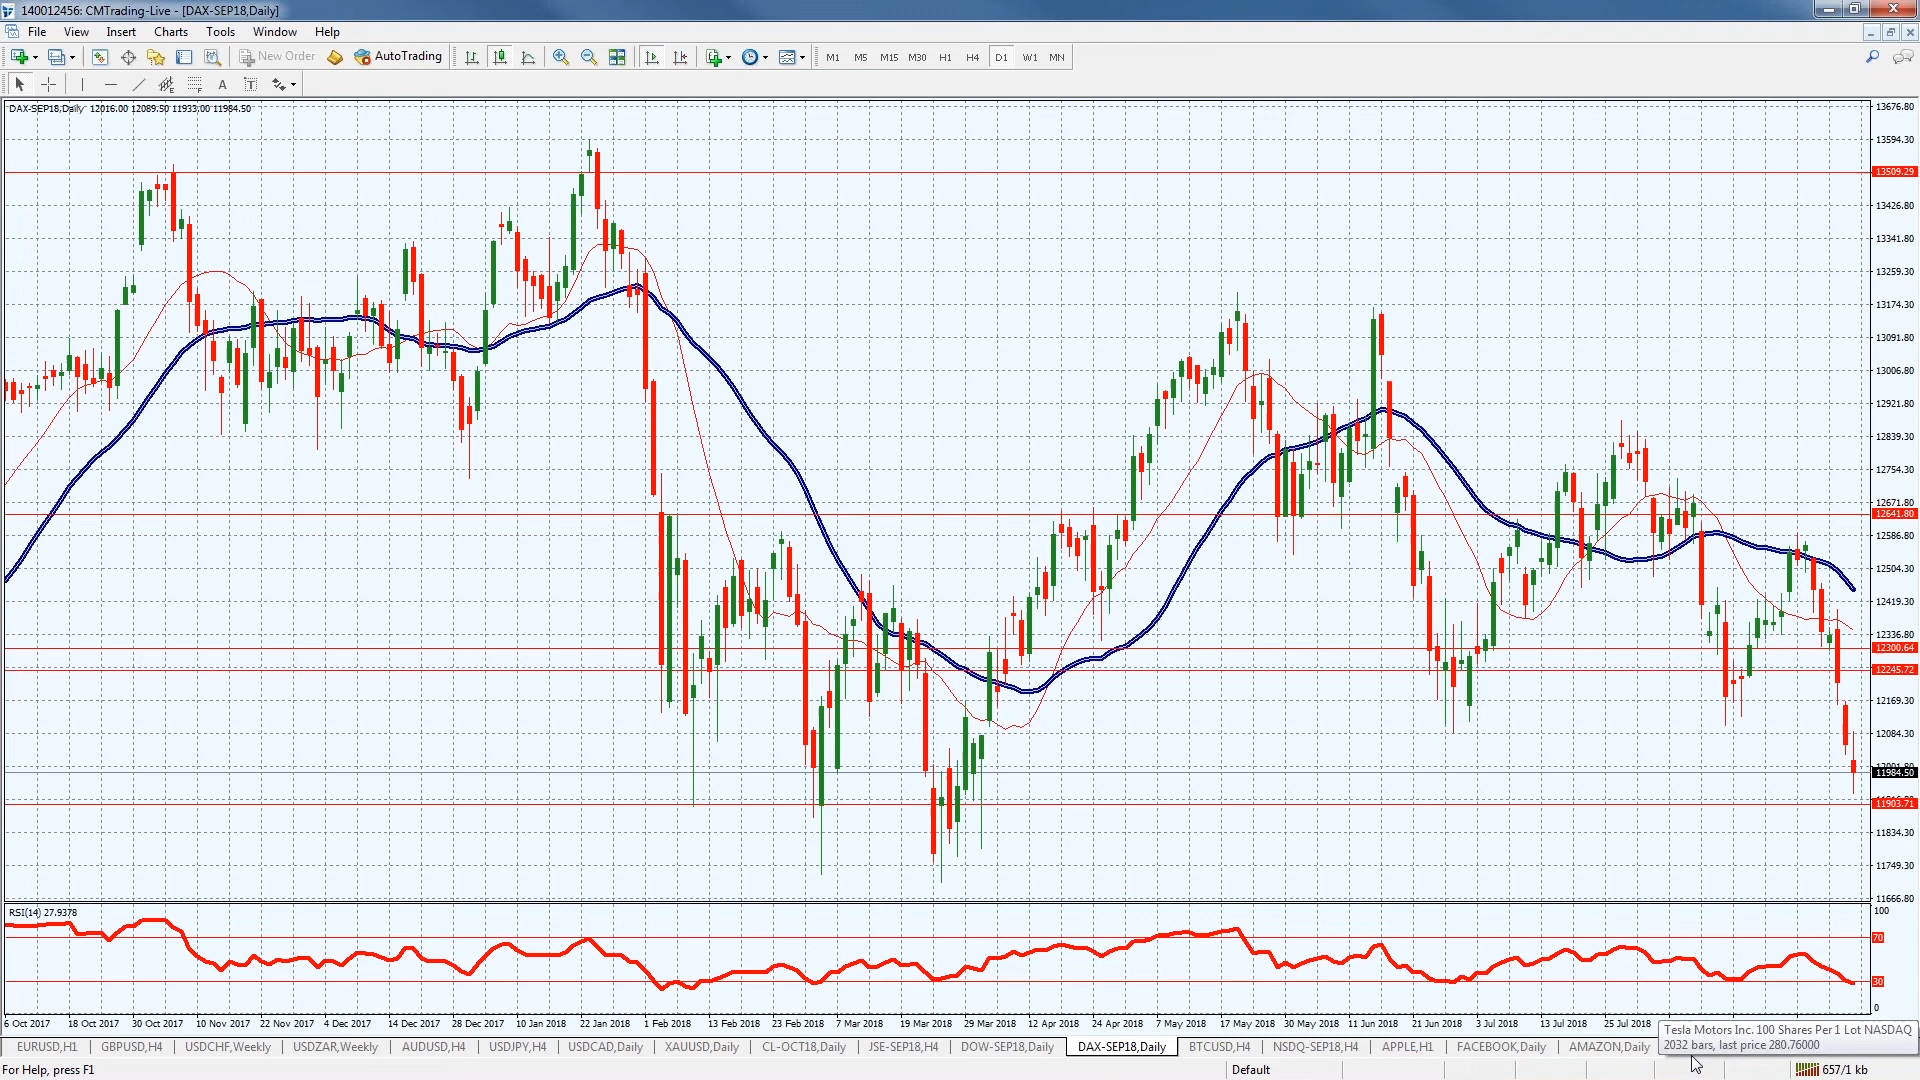 140012456: CMTrading-Live - [DAX-SEP18,Daily]
File View Insert Charts Tools Window Help
New Order AutoTrading M1 M5 M15 M30 H1 H4 D1 W1 MN
A T
DAX-SEP18,Daily 12016.00 12089.50 11933.00 11984.50
13676.80
13594.30
13509.29
13426.80
13341.80
13259.30
13174.30
13091.80
13006.80
12921.80
12839.30
12754.30
12671.80
12641.80
12586.80
12504.30
12419.30
12336.80
12300.64
12245.72
12169.30
12084.30
11984.50
11903.71
11834.30
11749.30
11666.80
RSI(14) 27.9378
100
70
30
0
6 Oct 2017 18 Oct 2017 30 Oct 2017 10 Nov 2017 22 Nov 2017 4 Dec 2017 14 Dec 2017 28 Dec 2017 10 Jan 2018 22 Jan 2018 1 Feb 2018 13 Feb 2018 23 Feb 2018 7 Mar 2018 19 Mar 2018 29 Mar 2018 12 Apr 2018 24 Apr 2018 7 May 2018 17 May 2018 30 May 2018 11 Jun 2018 21 Jun 2018 3 Jul 2018 13 Jul 2018 25 Jul 2018
Tesla Motors Inc. 100 Shares Per 1 Lot NASDAQ
2032 bars, last price 280.76000
EURUSD,H1 GBPUSD,H4 USDCHF,Weekly USDZAR,Weekly AUDUSD,H4 USDJPY,H4 USDCAD,Daily XAUUSD,Daily CL-OCT18,Daily JSE-SEP18,H4 DOW-SEP18,Daily DAX-SEP18,Daily BTCUSD,H4 NSDQ-SEP18,H4 APPLE,H1 FACEBOOK,Daily AMAZON,Daily
For Help, press F1 Default 657/1 kb